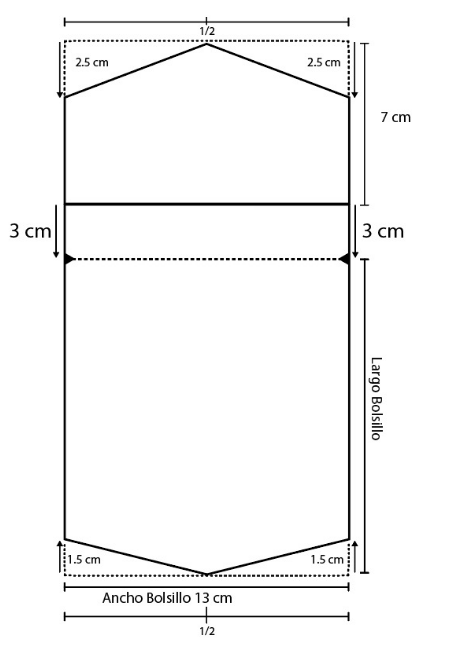 1/2
2.5 cm
2.5 cm
7 cm
3 cm
3 cm
Largo Bolsillo
1.5 cm
1.5 cm
Ancho Bolsillo 13 cm
1/2